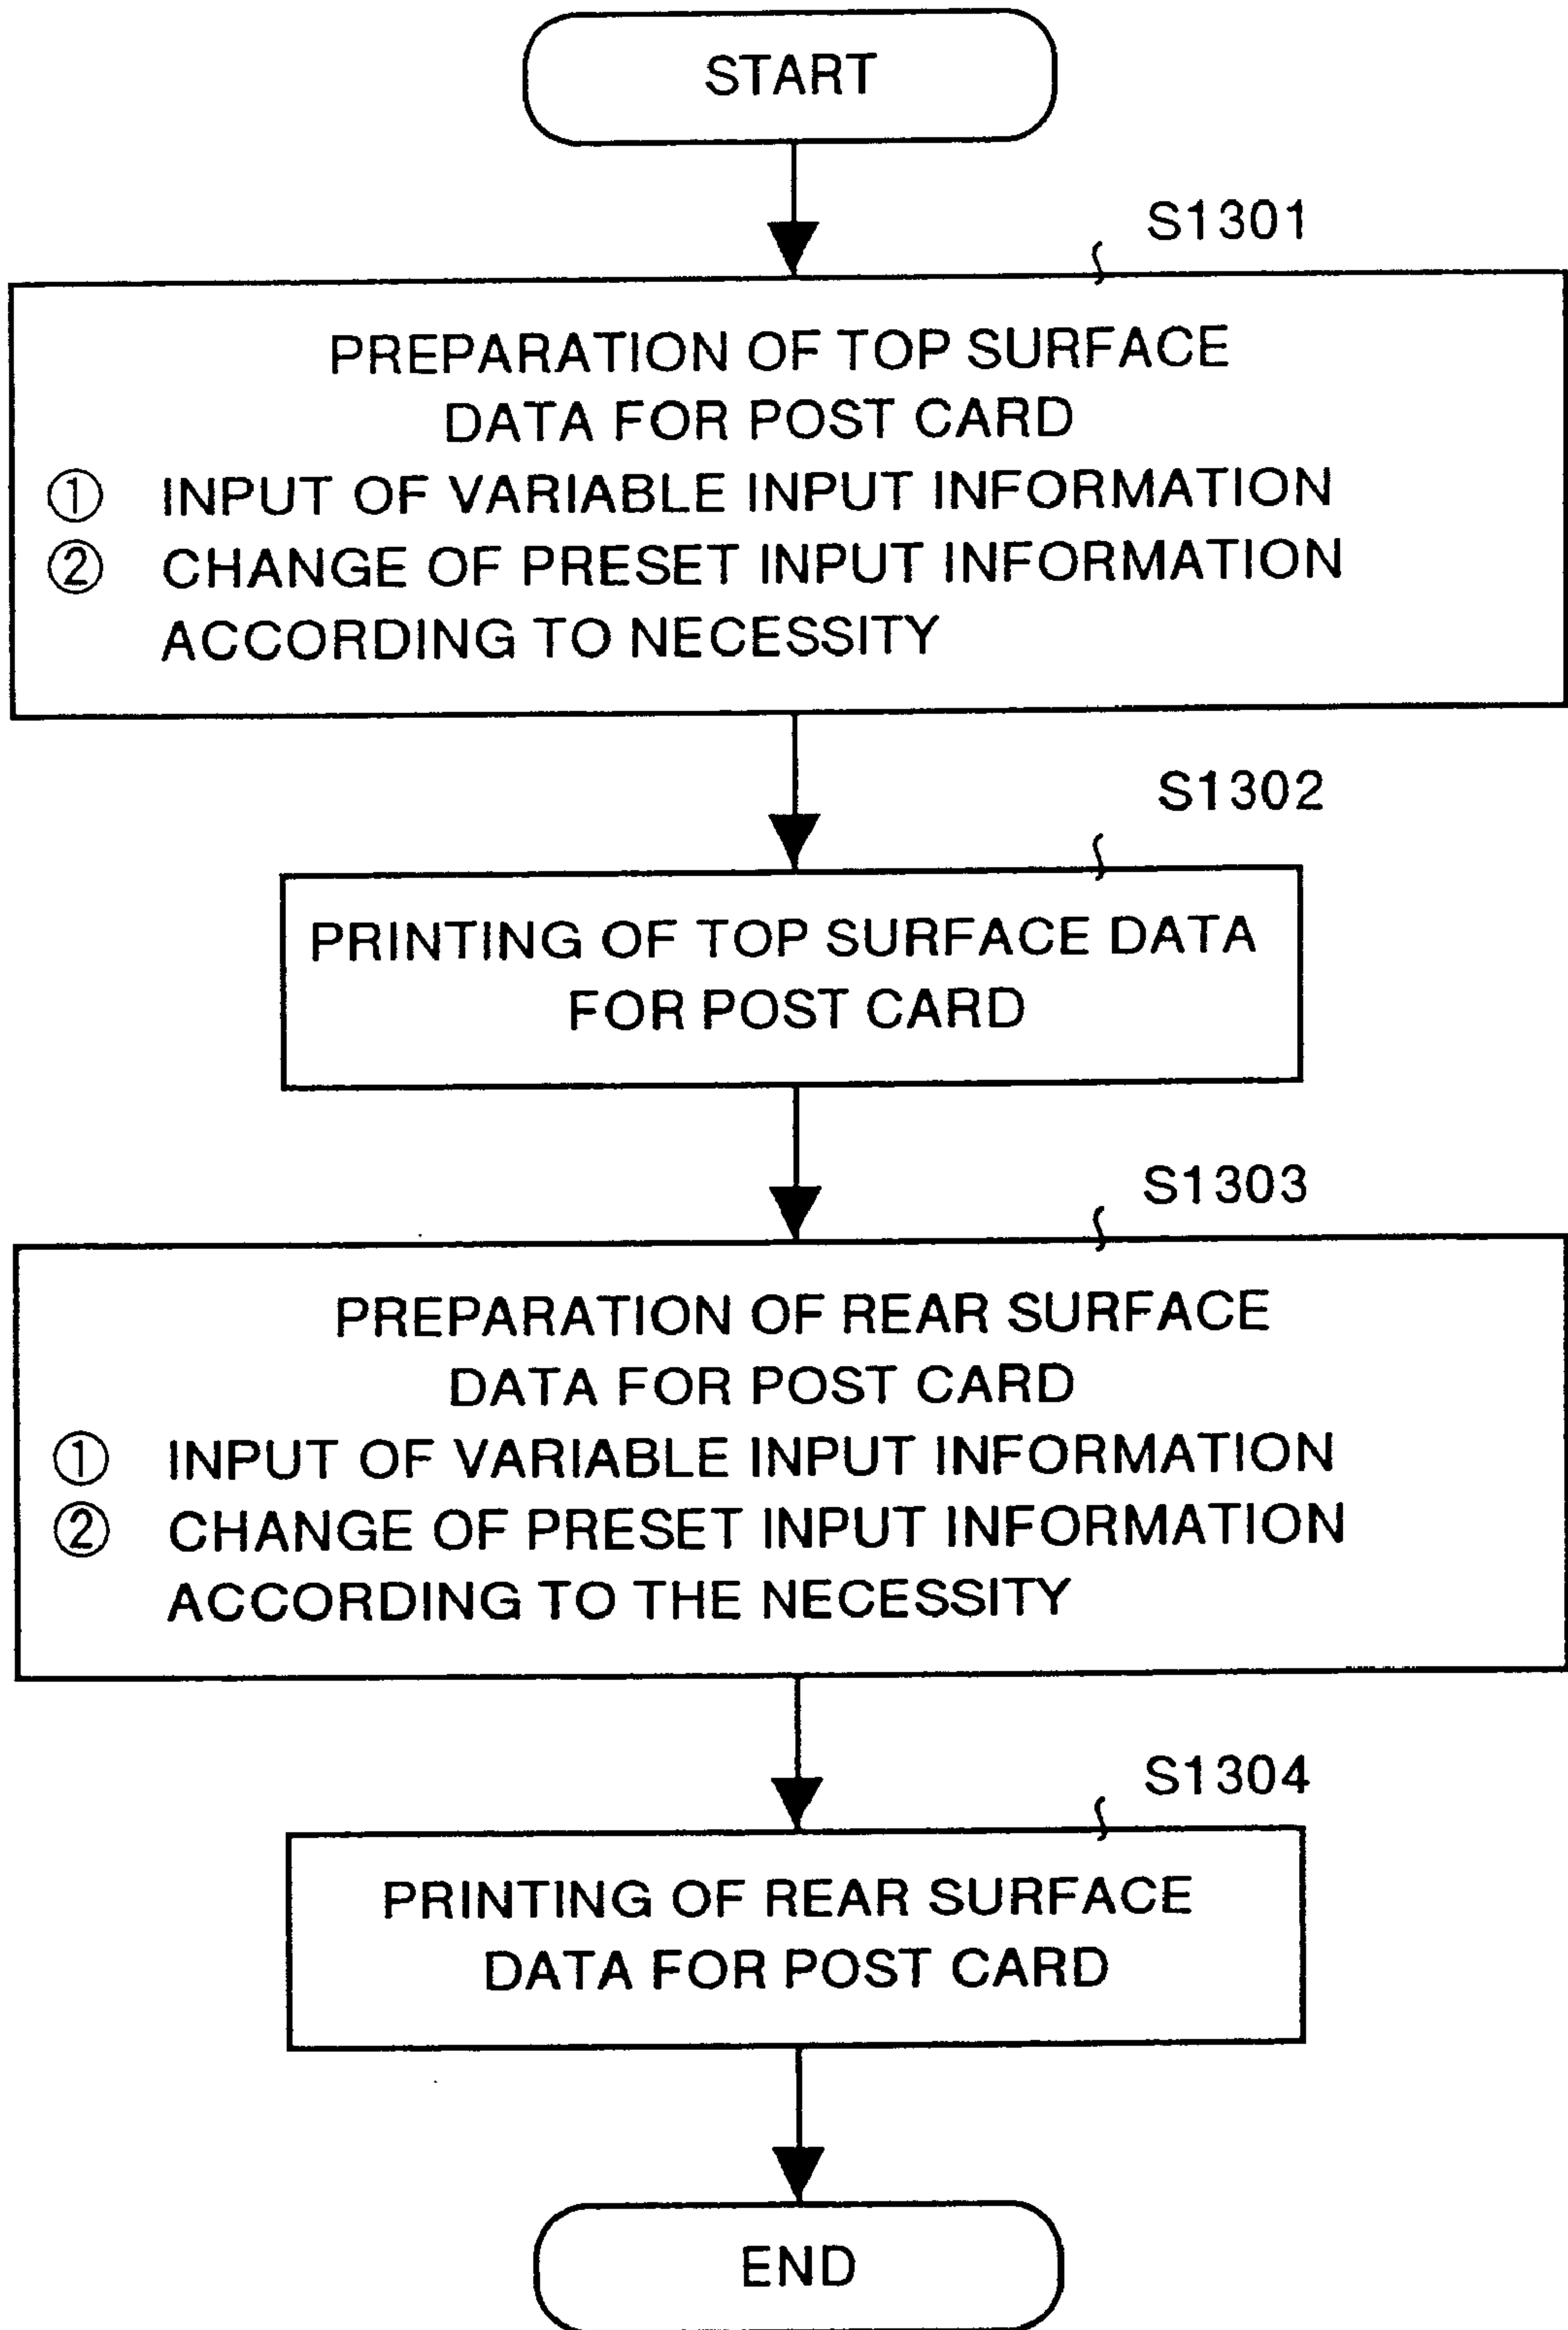 START
S1301
PREPARATION OF TOP SURFACE
DATA FOR POST CARD
① INPUT OF VARIABLE INPUT INFORMATION
② CHANGE OF PRESET INPUT INFORMATION
ACCORDING TO NECESSITY
S1302
PRINTING OF TOP SURFACE DATA
FOR POST CARD
S1303
PREPARATION OF REAR SURFACE
DATA FOR POST CARD
① INPUT OF VARIABLE INPUT INFORMATION
② CHANGE OF PRESET INPUT INFORMATION
ACCORDING TO THE NECESSITY
S1304
PRINTING OF REAR SURFACE
DATA FOR POST CARD
END